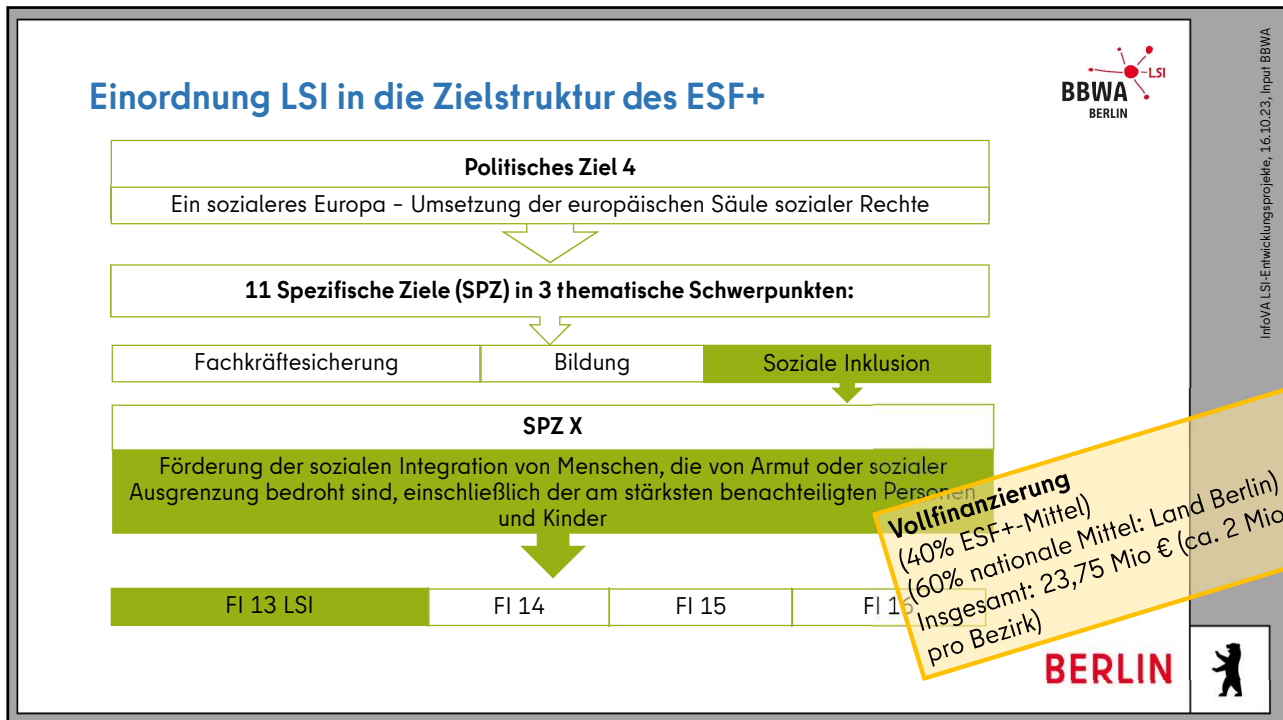 Einordnung LSI in die Zielstruktur des ESF+
LSI
BBWA
BERLIN
InfoVA LSI-Entwicklungsprojekte, 16.10.23, Input BBWA
Politisches Ziel 4
Ein sozialeres Europa – Umsetzung der europäischen Säule sozialer Rechte
11 Spezifische Ziele (SPZ) in 3 thematische Schwerpunkten:
Fachkräftesicherung
Bildung
Soziale Inklusion
SPZ X
Förderung der sozialen Integration von Menschen, die von Armut oder sozialer
Ausgrenzung bedroht sind, einschließlich der am stärksten benachteiligten Personen
und Kinder
FI 13 LSI
FI 14
FI 15
FI 16
Vollfinanzierung
(40% ESF+-Mittel)
(60% nationale Mittel: Land Berlin)
Insgesamt: 23,75 Mio € (ca. 2 Mio
pro Bezirk)
BERLIN